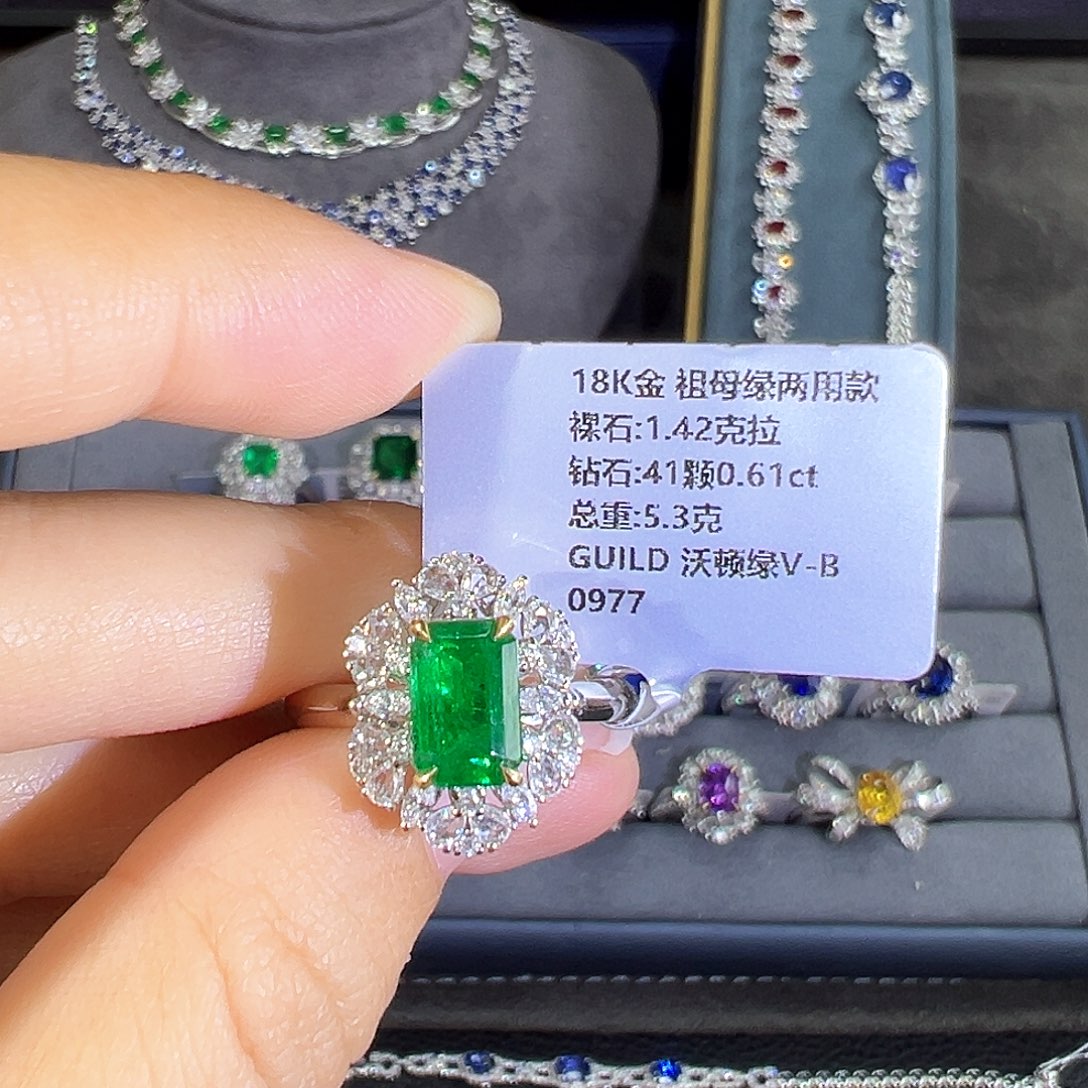 18K金 祖母绿两用款
裸石:1.42克拉
钻石:41颗0.61ct
总重:5.3克
GUILD 沃顿绿V-B
0977